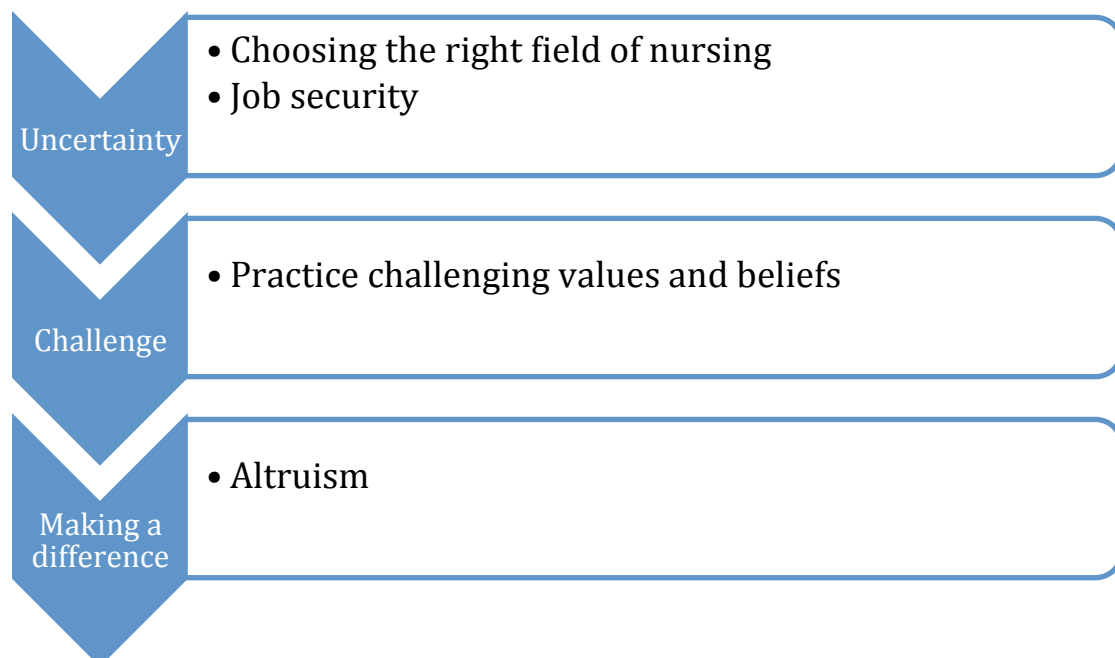 Uncertainty
• Choosing the right field of nursing
• Job security
Challenge
• Practice challenging values and beliefs
Making a
difference
• Altruism